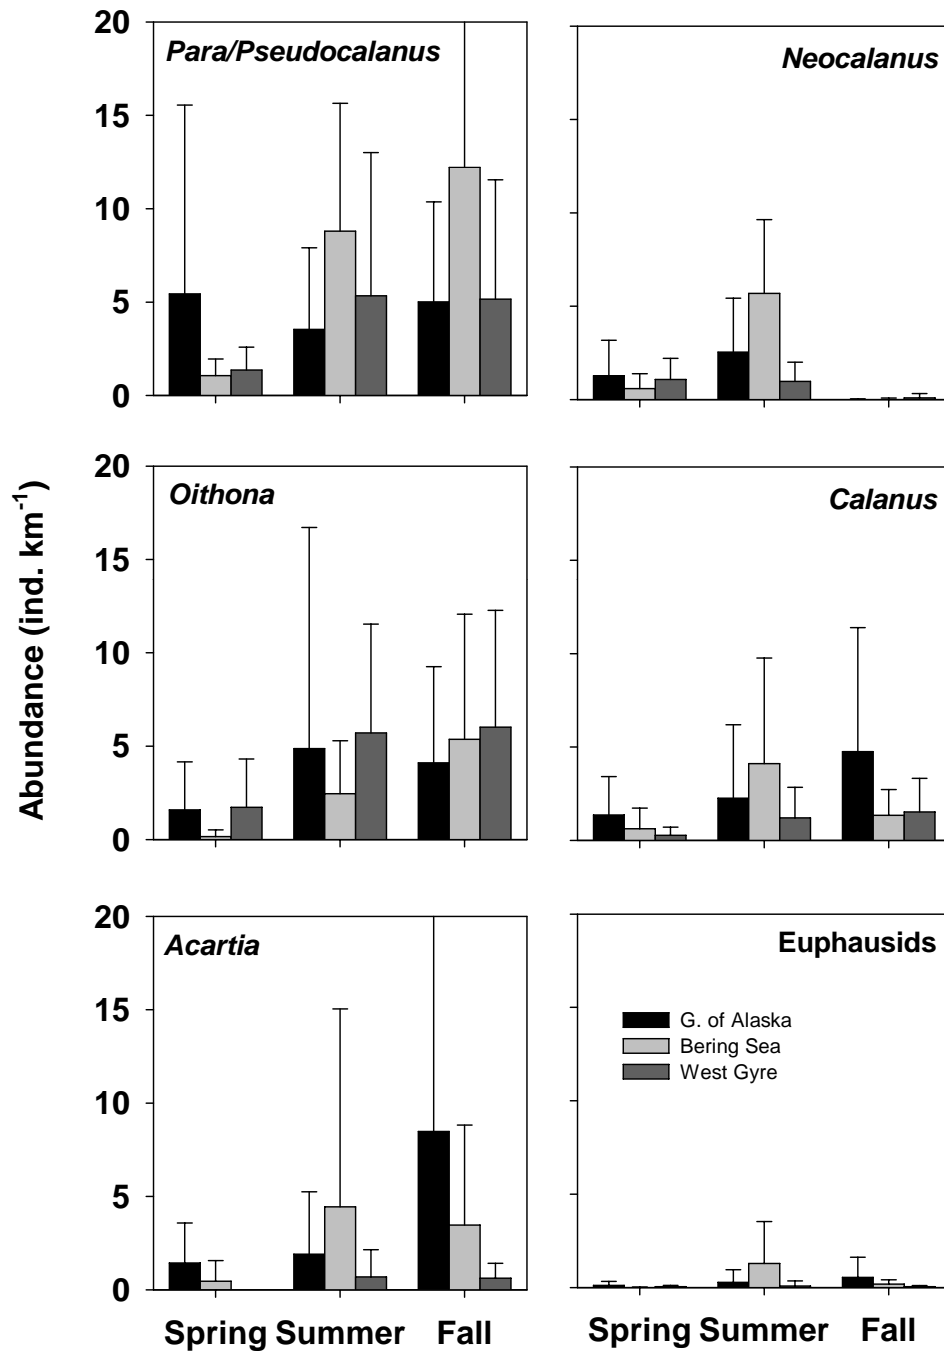 Abundance (ind. km-1)
Para/Pseudocalanus
20
15
10
5
0
Neocalanus
Oithona
20
15
10
5
0
Calanus
Acartia
20
15
10
5
0
Euphausids
G. of Alaska
Bering Sea
West Gyre
Spring Summer Fall
Spring Summer Fall